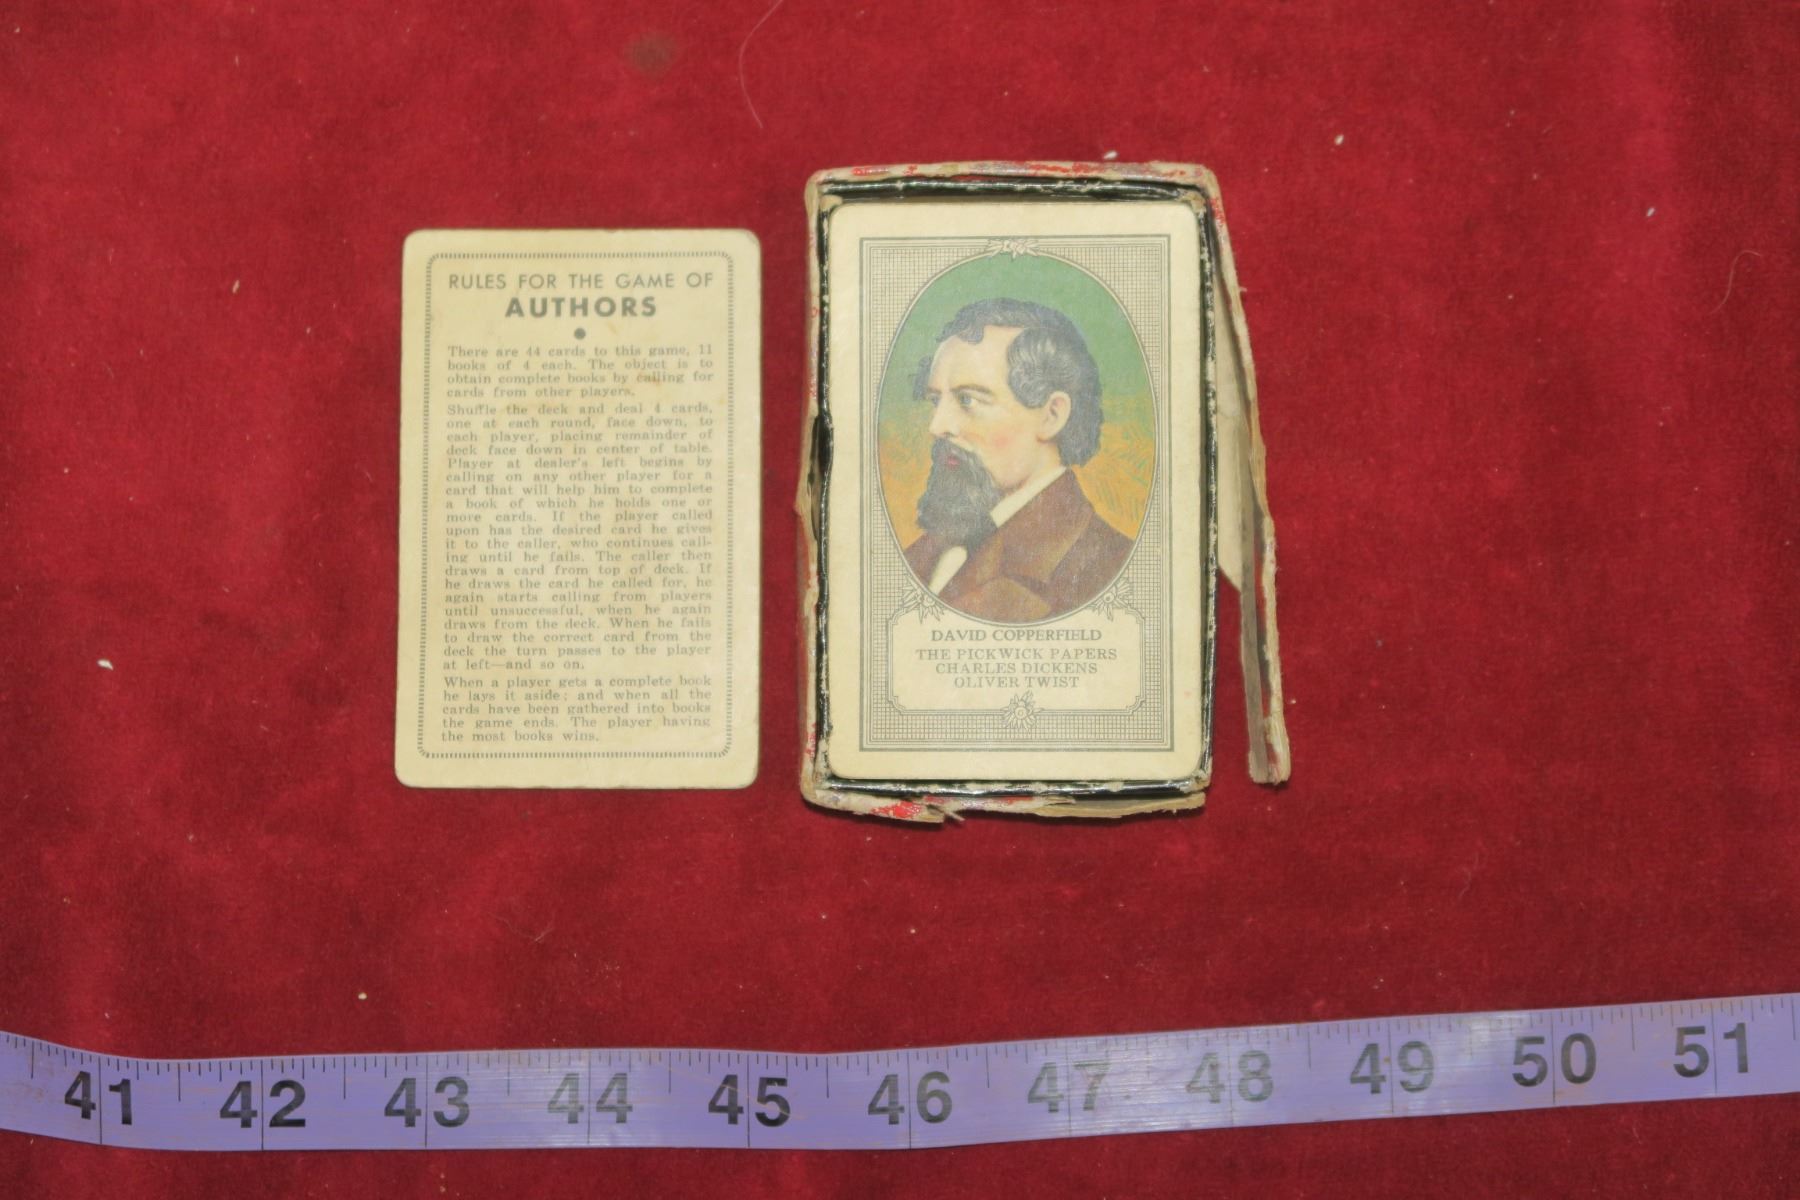 RULES FOR THE GAME OF
AUTHORS
There are 44 cards to this game, 11
books of 4 each. The object is to
obtain complete books by calling for
cards from other players.
Shuffle the deck and deal 4 cards,
one at each round, face down, to
each player, placing remainder of
deck face down in center of table.
Player at dealer's left begins by
calling on any other player for a
card that will help him to complete
a book of which he holds one or
more cards. If the player called
upon has the desired card he gives
it to the caller, who continues call-
ing until he fails. The caller then
draws a card from top of deck. If
he draws the card he called for, he
again starts calling from players
until unsuccessful, when he again
draws from the deck. When he fails
to draw the correct card from the
deck the turn passes to the player
at left—and so on.
When a player gets a complete book
he lays it aside; and when all the
cards have been gathered into books
the game ends. The player having
the most books wins.
DAVID COPPERFIELD
THE PICKWICK PAPERS
CHARLES DICKENS
OLIVER TWIST
41 42 43 44 45 46 47 48 49 50 51